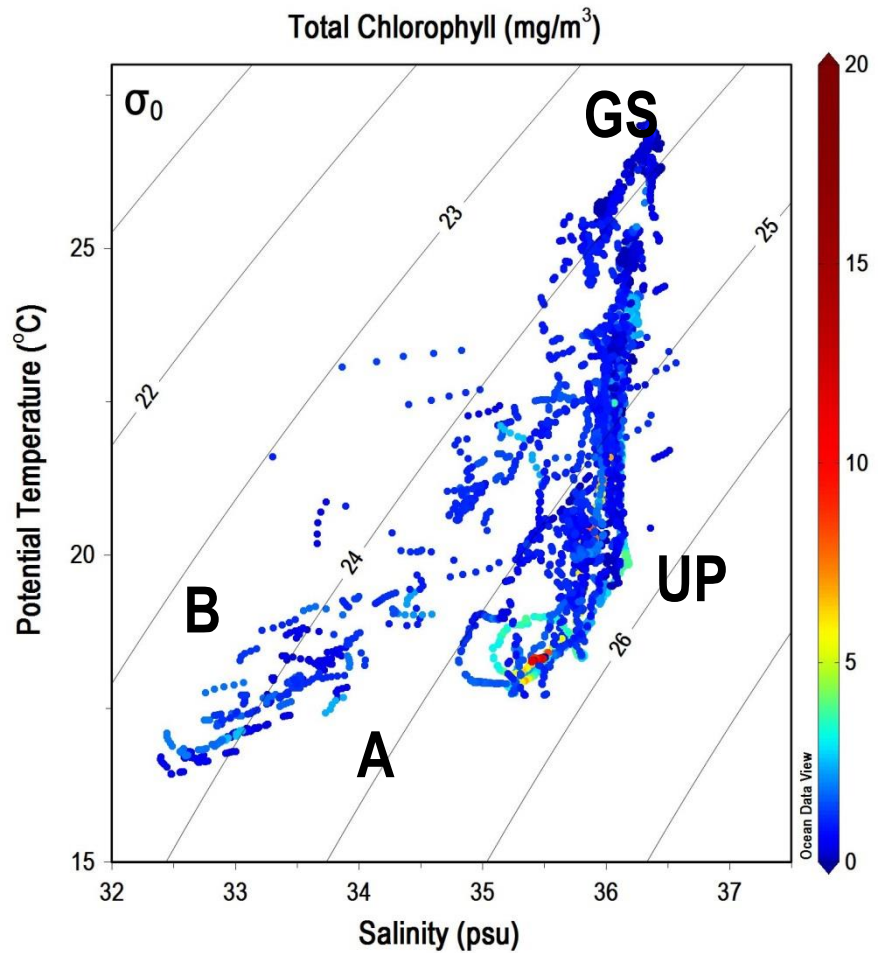 Total Chlorophyll (mg/m³)
σ₀
GS
20
23
25
25
15
22
Potential Temperature (°C)
20
24
UP
B
10
26
A
5
Ocean Data View
15
0
32 33 34 35 36 37
Salinity (psu)